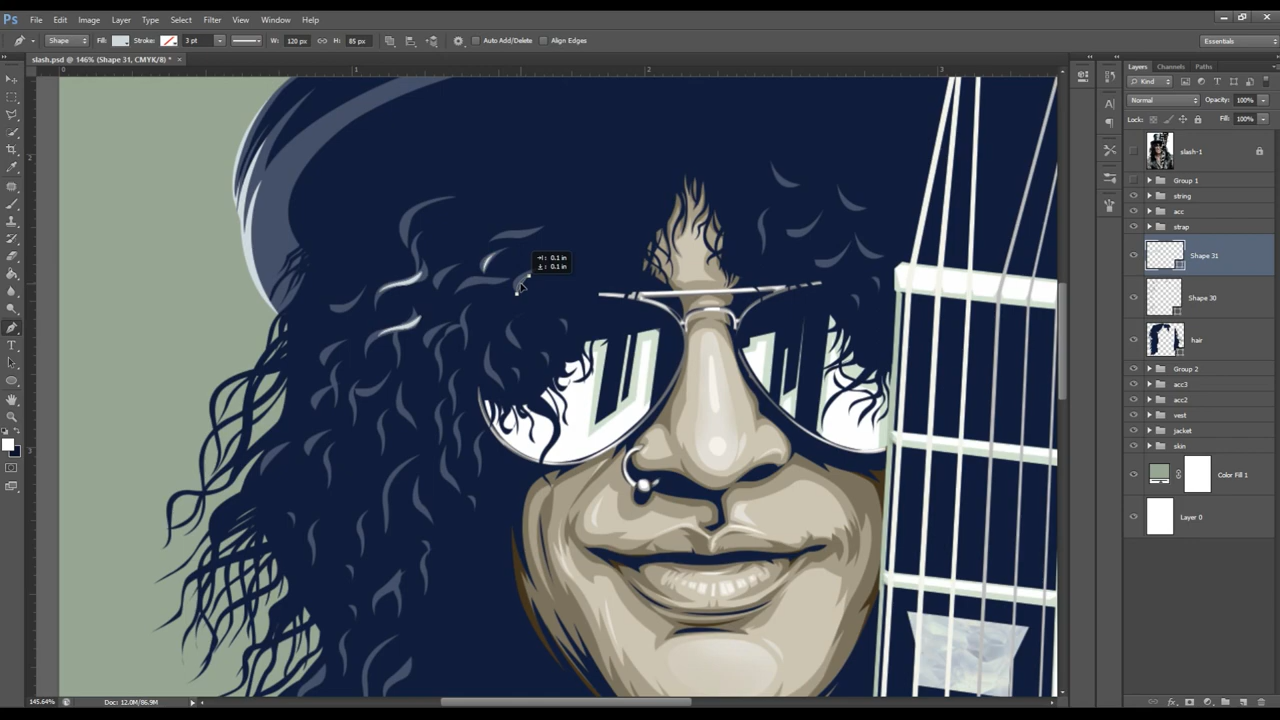 Ps File Edit Image Layer Type Select Filter View Window Help
Shape Fill: Stroke: 3 pt W: 120 px H: 85 px Auto Add/Delete Align Edges Essentials
slash.psd @ 146% (Shape 31, CMYK/8) * ×
0 1 2 3
2
3
0.1 in
0.1 in
Layers Channels Paths
Kind T
Normal Opacity: 100%
Lock: Fill: 100%
slash-1
Group 1
string
acc
strap
Shape 31
Shape 30
hair
Group 2
acc3
acc2
vest
jacket
skin
Color Fill 1
Layer 0
145.64% Doc: 12.0M/86.9M
fx